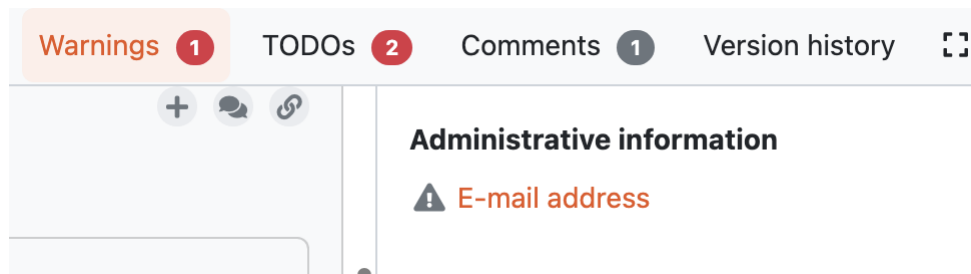 Warnings 1 TODOs 2 Comments 1 Version history
Administrative information
E-mail address